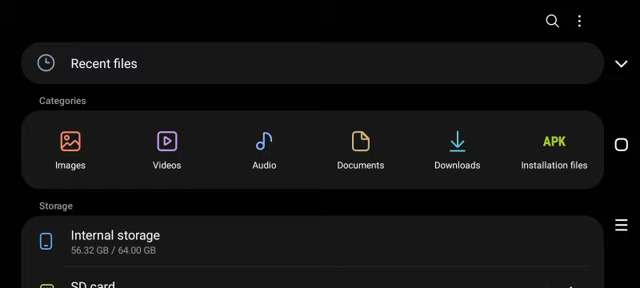 Recent files
Categories
Images
Videos
Audio
Documents
Downloads
APK
Installation files
Storage
Internal storage
56.32 GB / 64.00 GB
SD card